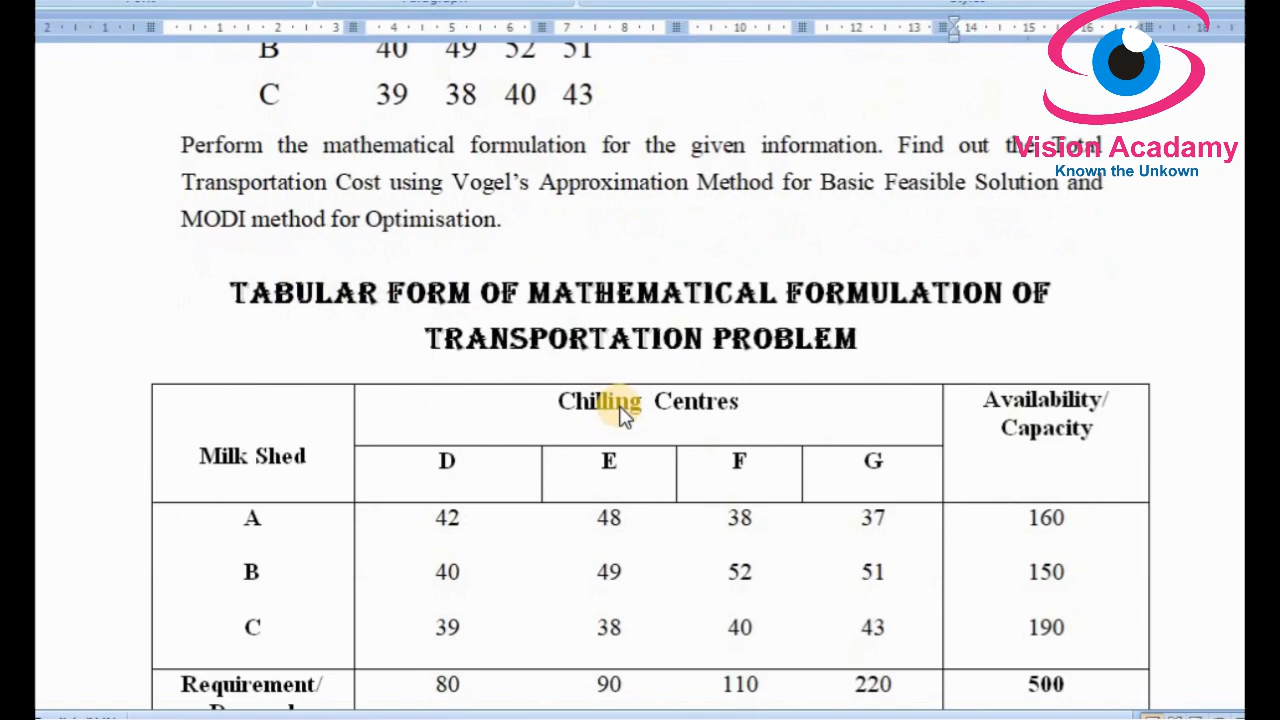 B 40 49 52 51
C 39 38 40 43
Perform the mathematical formulation for the given information. Find out the Total
Transportation Cost using Vogel's Approximation Method for Basic Feasible Solution and
MODI method for Optimisation.
Vision Acadamy
Known the Unkown
TABULAR FORM OF MATHEMATICAL FORMULATION OF
TRANSPORTATION PROBLEM
Milk Shed
Chilling Centres
Availability/
Capacity
D E F G
A 42 48 38 37 160
B 40 49 52 51 150
C 39 38 40 43 190
Requirement/ 80 90 110 220 500